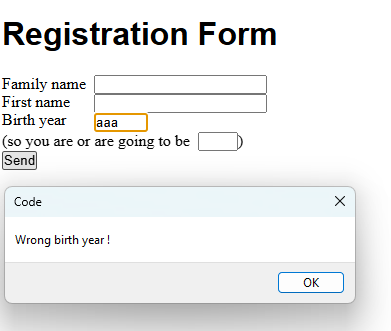 Registration Form
Family name
First name
Birth year aaa
(so you are or are going to be )
Send
Code
Wrong birth year !
OK